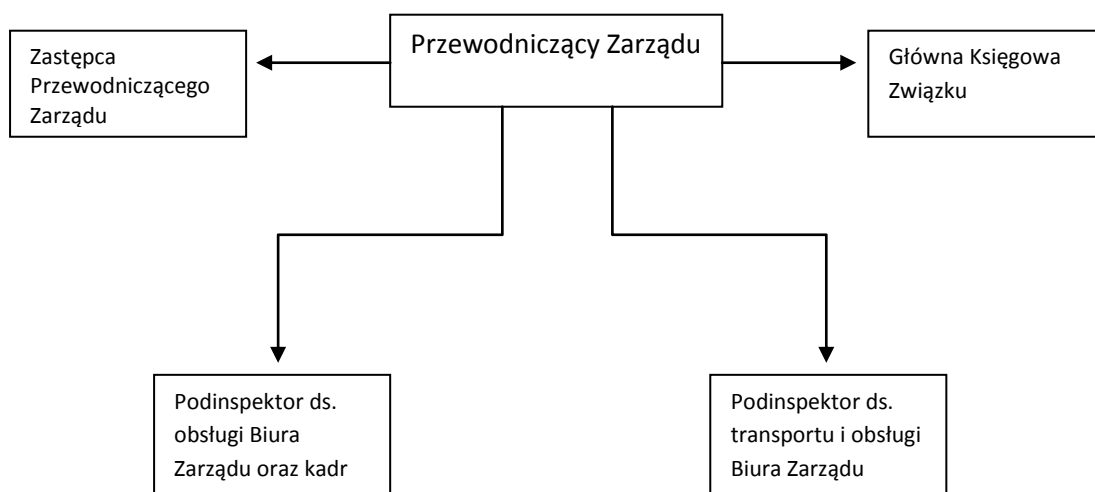 Przewodniczący Zarządu
Zastępca
Przewodniczącego
Zarządu
Główna Księgowa
Związku
Podinspektor ds.
obsługi Biura
Zarządu oraz kadr
Podinspektor ds.
transportu i obsługi
Biura Zarządu